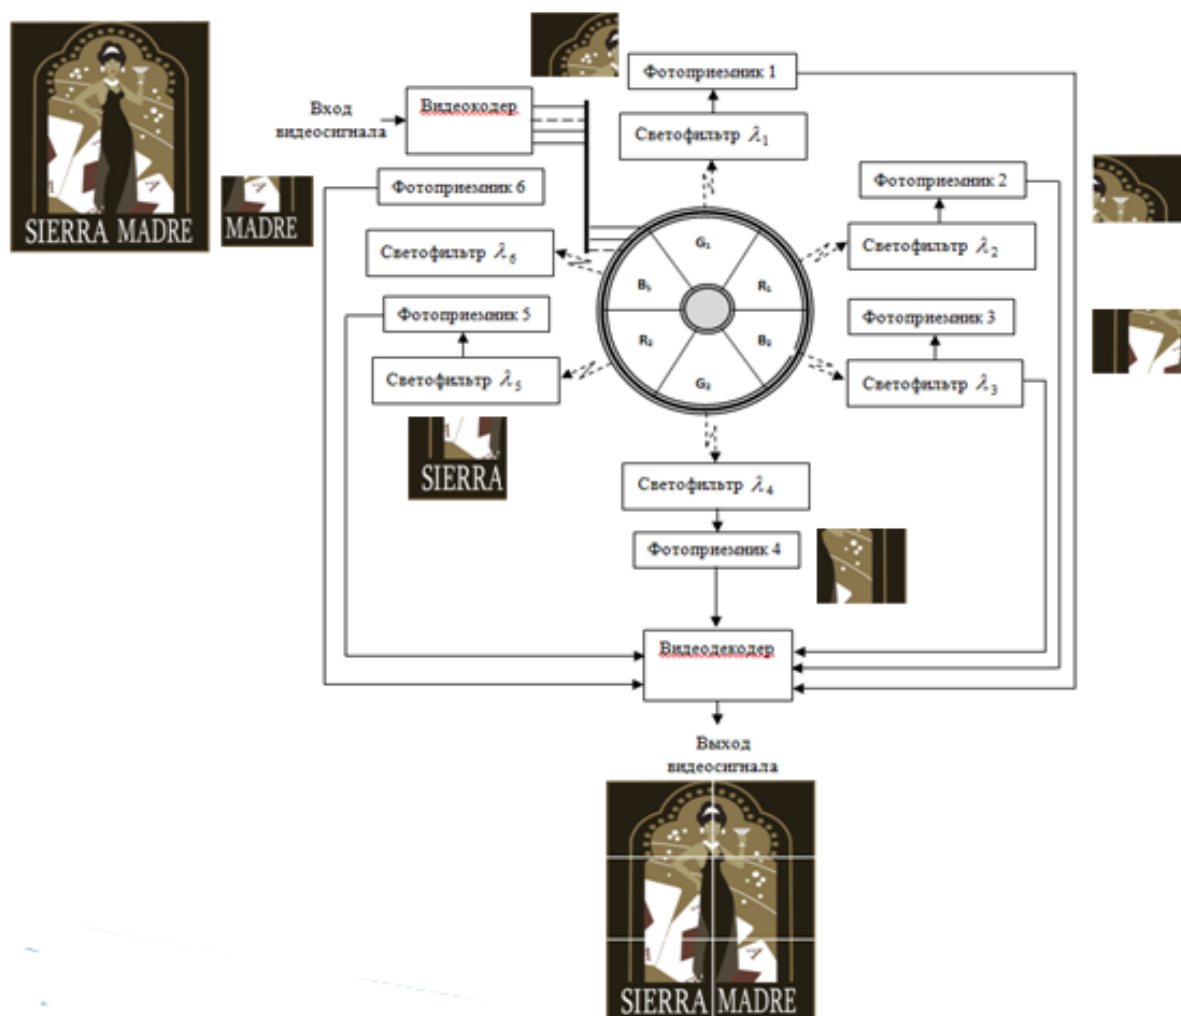 SIERRA MADRE
Вход
видеосигнала
Видеокодер
Фотоприемник 1
Светофильтр λ1
Фотоприемник 6
MADRE
Фотоприемник 2
Светофильтр λ6
Светофильтр λ2
G1
B1
R1
R2
B2
G2
Фотоприемник 5
Фотоприемник 3
Светофильтр λ5
Светофильтр λ3
SIERRA
Светофильтр λ4
Фотоприемник 4
Видеодекодер
Выход
видеосигнала
SIERRA MADRE